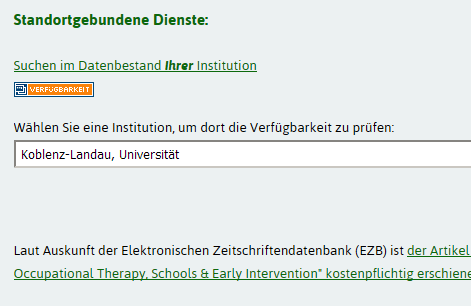 Standortgebundene Dienste:
Suchen im Datenbestand Ihrer Institution
VERFÜGBARKEIT
Wählen Sie eine Institution, um dort die Verfügbarkeit zu prüfen:
Koblenz-Landau, Universität
Laut Auskunft der Elektronischen Zeitschriftendatenbank (EZB) ist der Artikel
Occupational Therapy, Schools & Early Intervention" kostenpflichtig erschiene